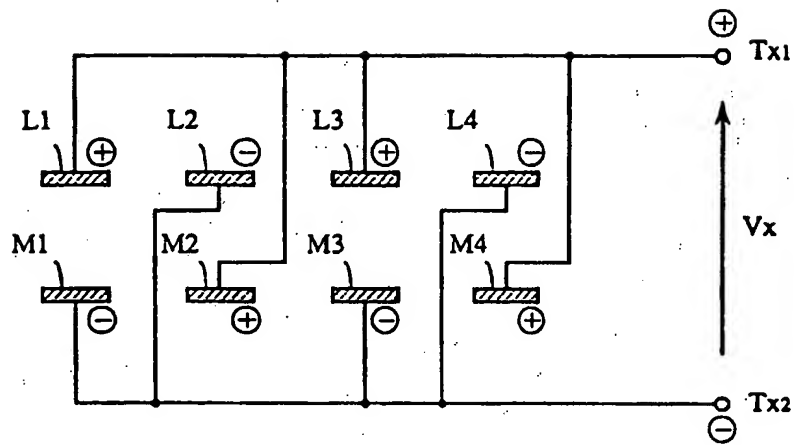 ⊕
Tx1
L1 ⊕ L2 ⊖ L3 ⊕ L4 ⊖
Vx
M1 ⊖ M2 ⊕ M3 ⊖ M4 ⊕
Tx2
⊖